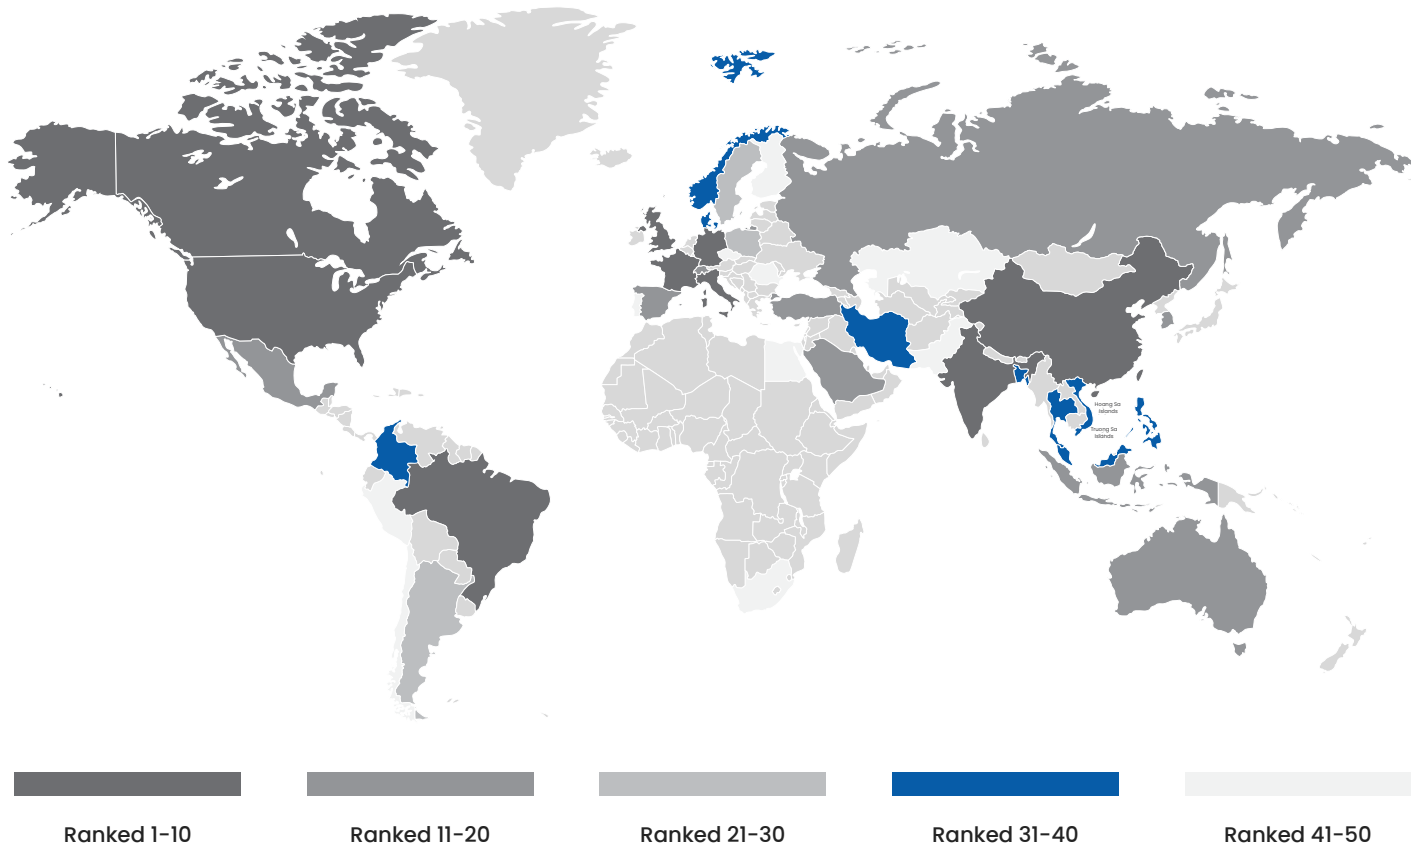 Hoang Sa
islands
Truong Sa
islands
Ranked 1-10
Ranked 11-20
Ranked 21-30
Ranked 31-40
Ranked 41-50